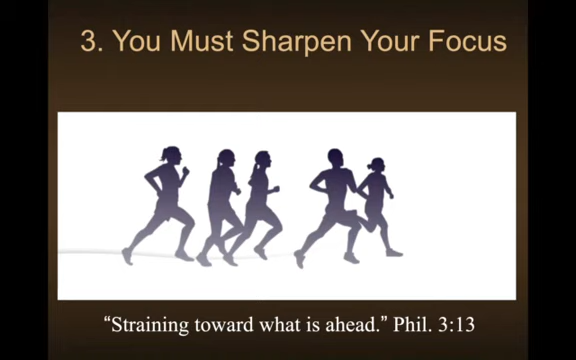 3. You Must Sharpen Your Focus
“Straining toward what is ahead.” Phil. 3:13